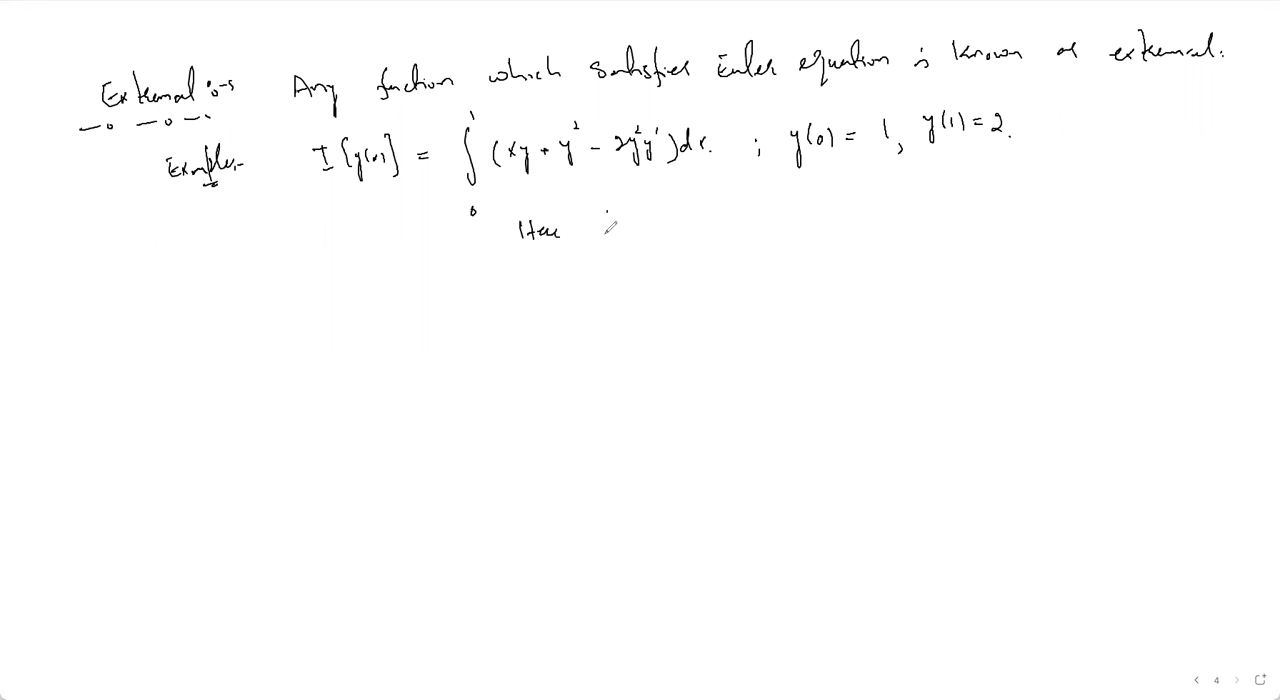 Extremal :-> Any function which satisfies Euler equation is known as extremal.
Example:- I[y(x)] = ∫₀¹ (xy + y² - 2y²y')dx. ; y(0) = 1, y(1) = 2.
Here
4